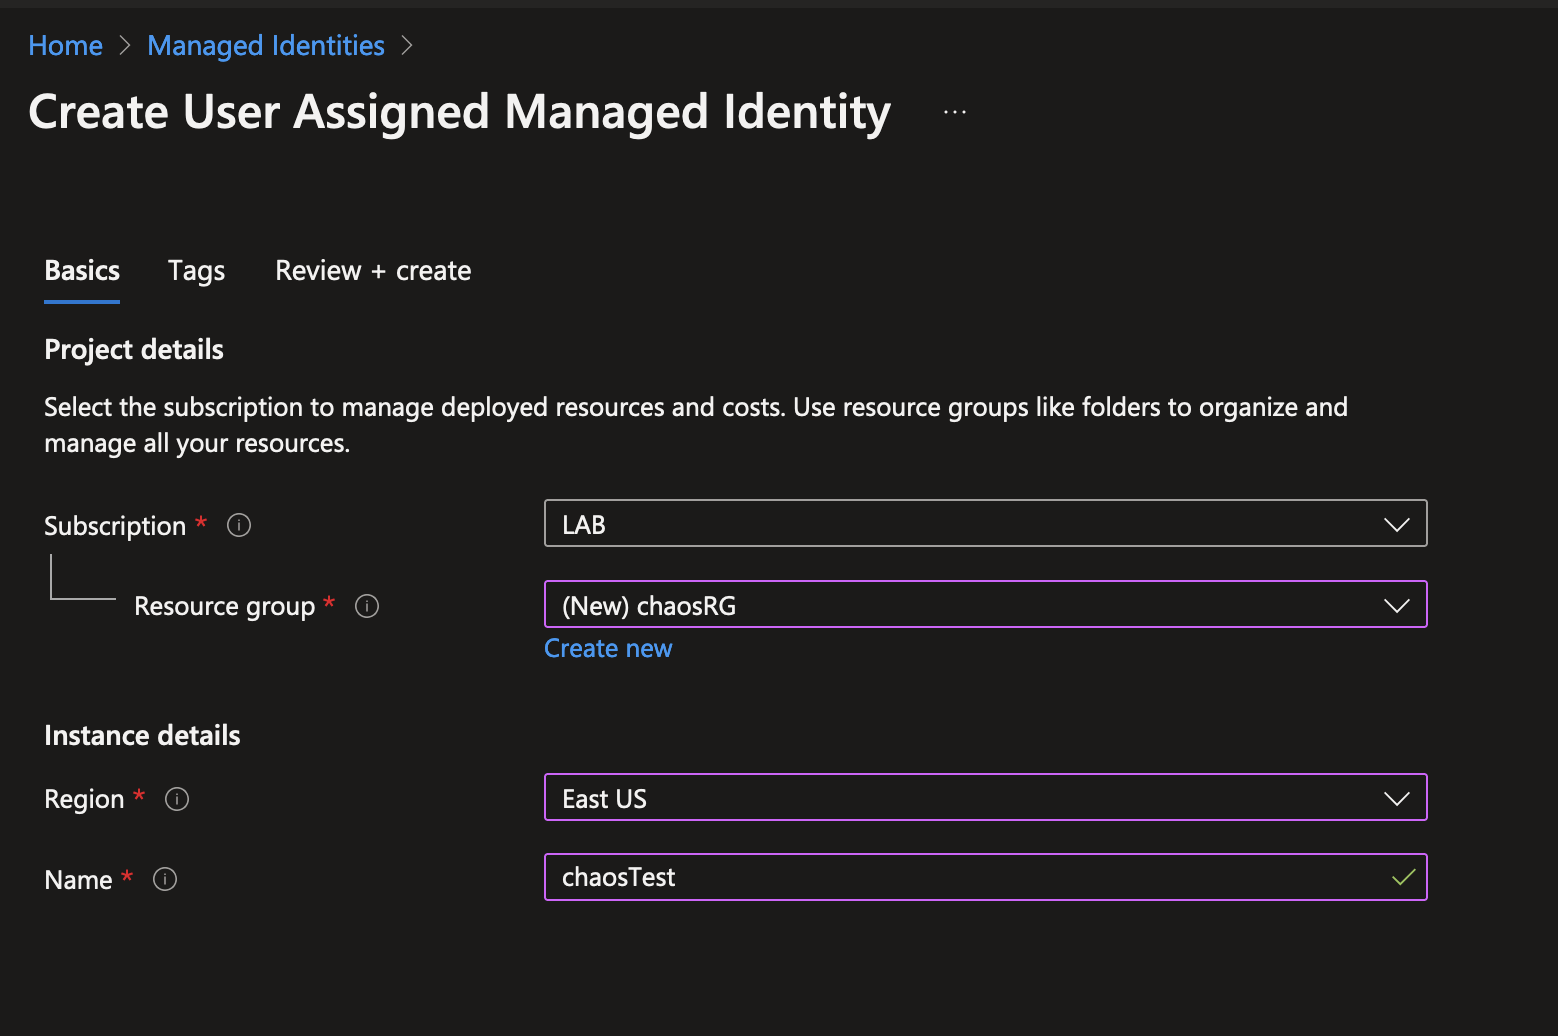 Home > Managed Identities >
Create User Assigned Managed Identity ...
Basics Tags Review + create
Project details
Select the subscription to manage deployed resources and costs. Use resource groups like folders to organize and
manage all your resources.
Subscription * LAB
Resource group * (New) chaosRG
Create new
Instance details
Region * East US
Name * chaosTest